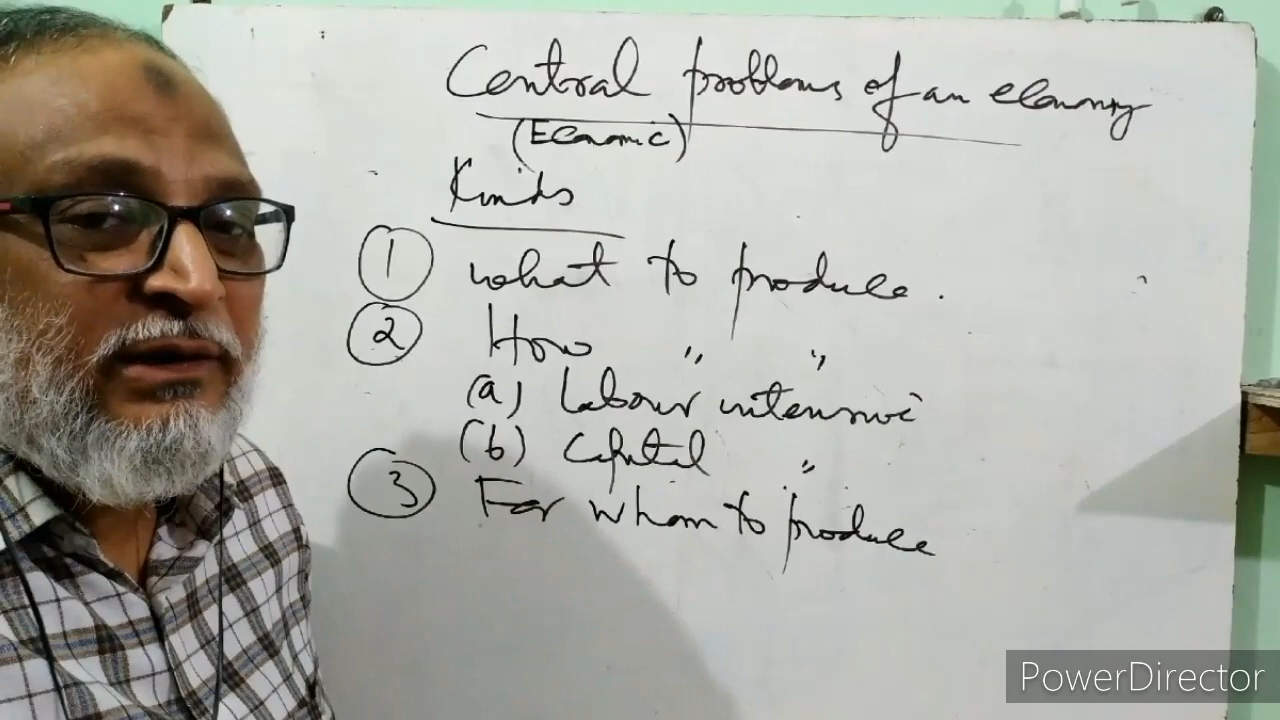 Central problems of an economy
(Economic)
Kinds
1 what to produce.
2 How " "
(a) Labour intensive
(b) Capital "
3 For whom to produce
PowerDirector